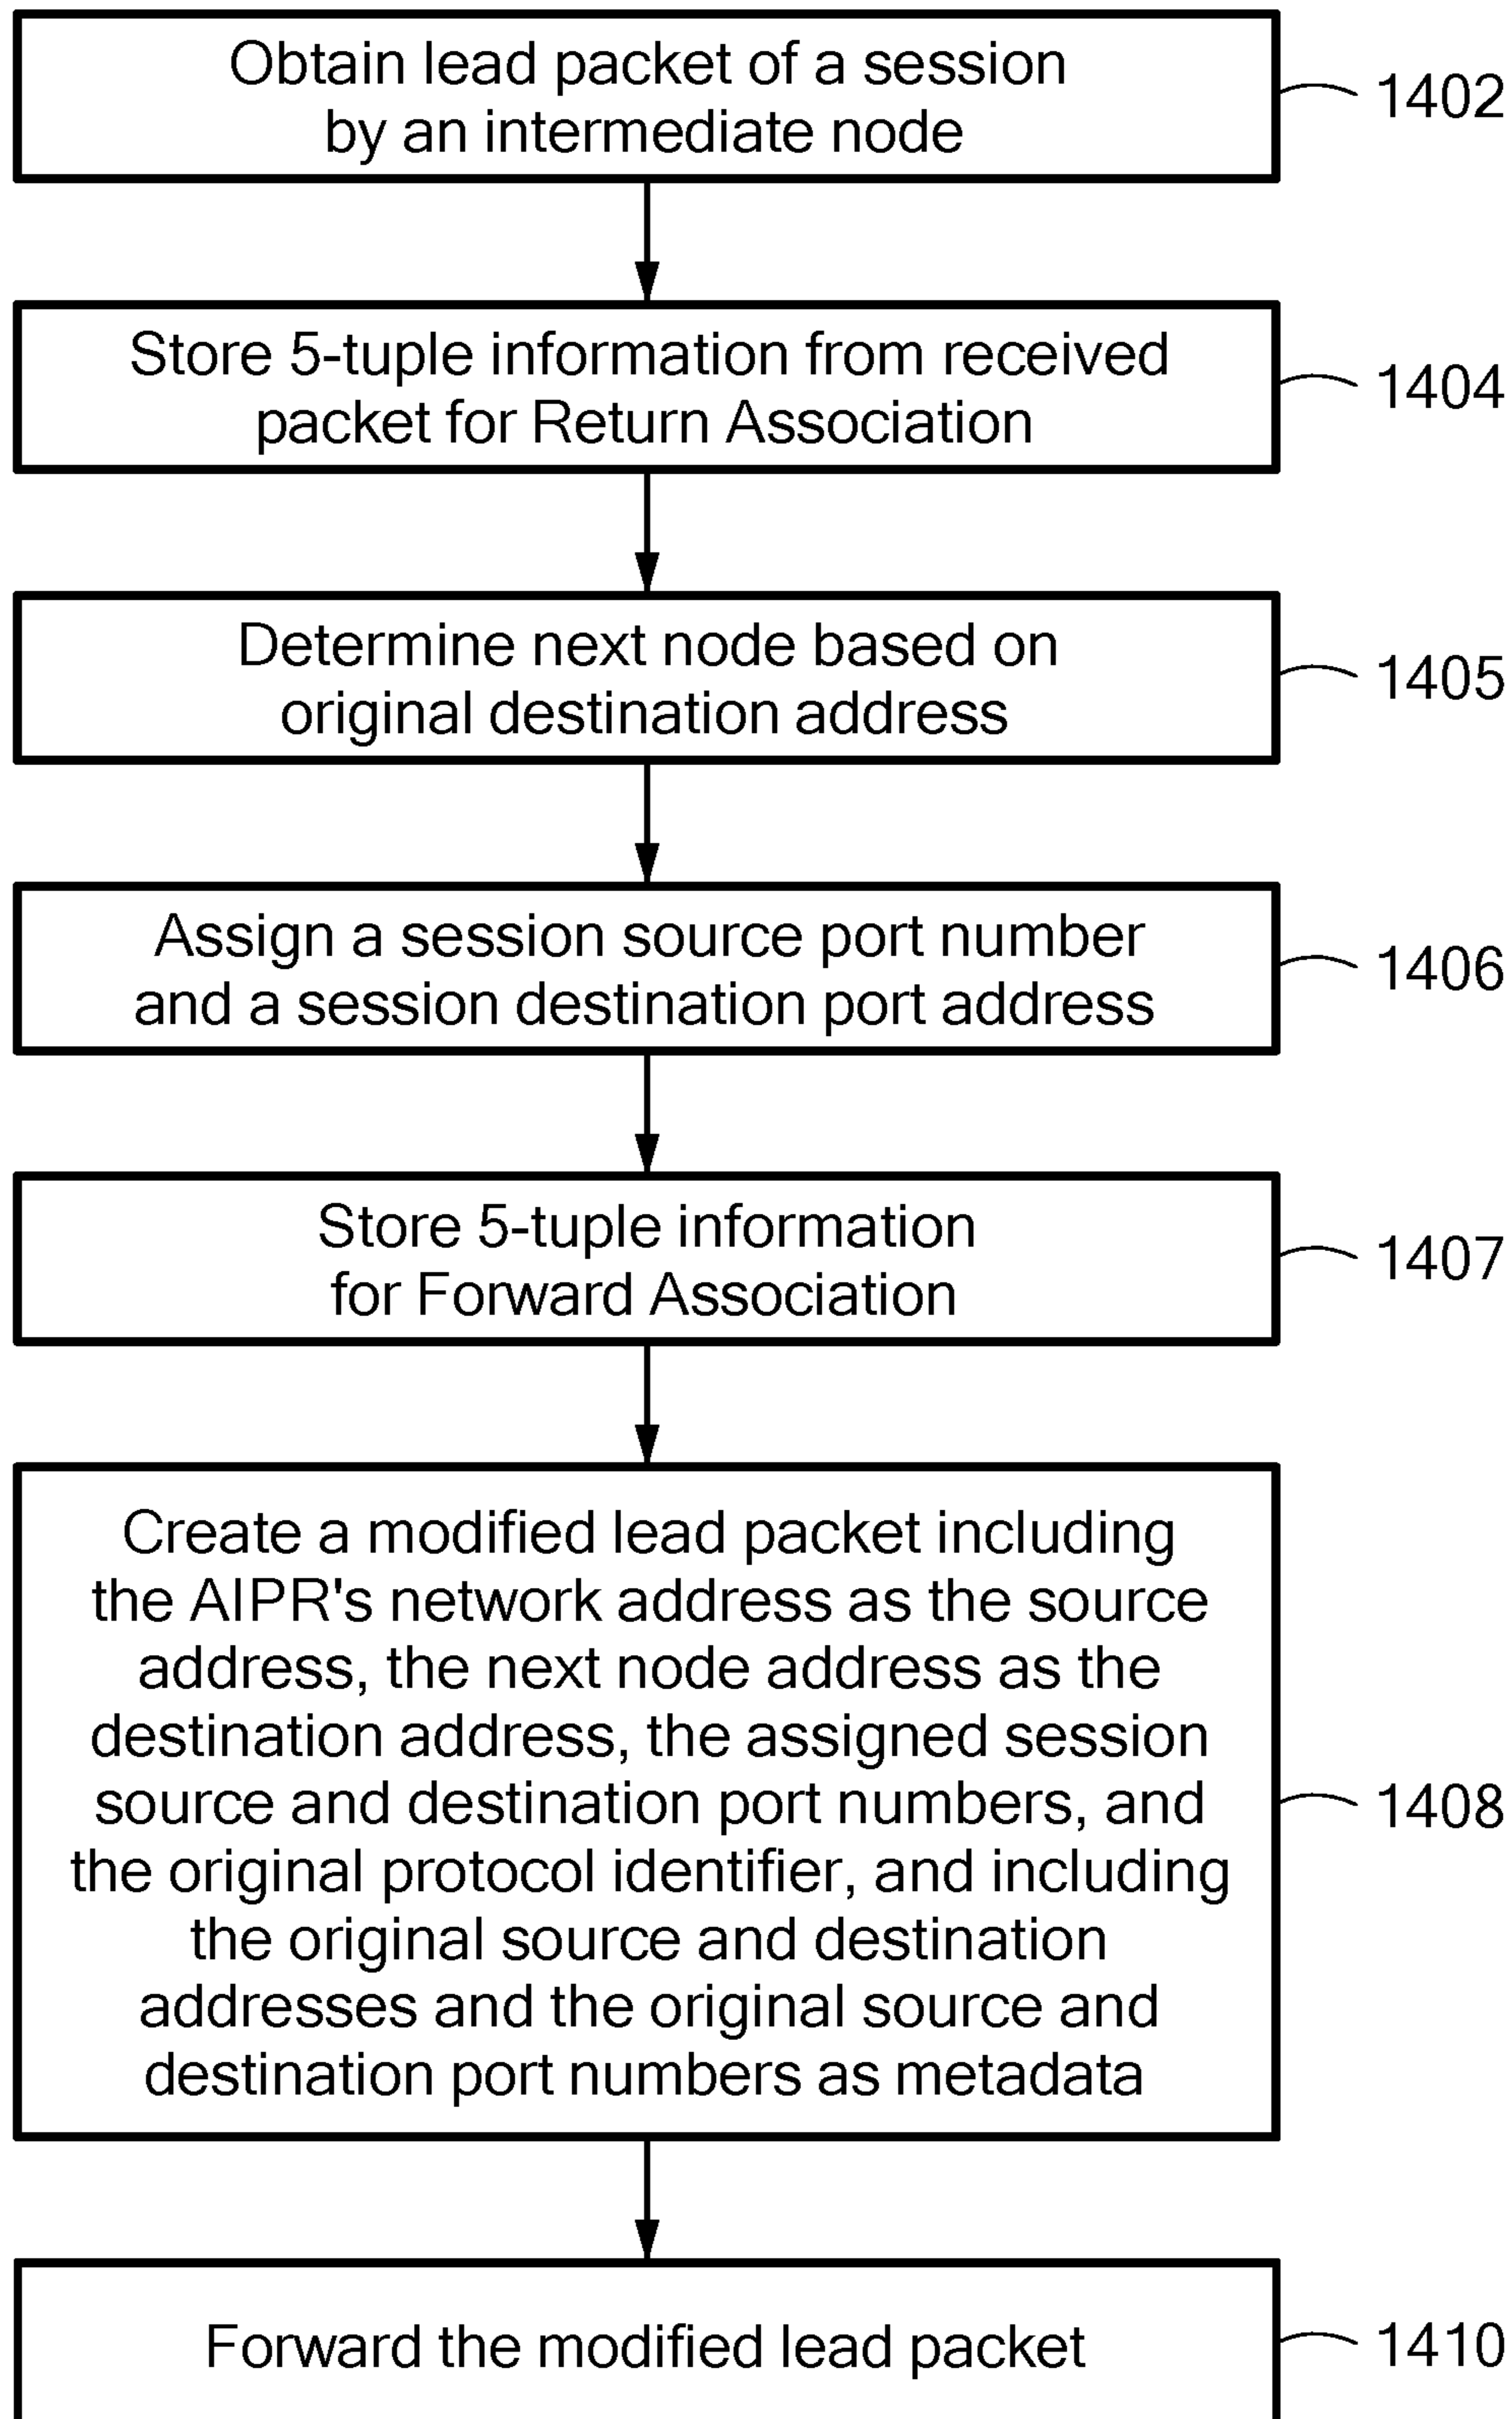 Obtain lead packet of a session
by an intermediate node
1402
Store 5-tuple information from received
packet for Return Association
1404
Determine next node based on
original destination address
1405
Assign a session source port number
and a session destination port address
1406
Store 5-tuple information
for Forward Association
1407
Create a modified lead packet including
the AIPR's network address as the source
address, the next node address as the
destination address, the assigned session
source and destination port numbers, and
the original protocol identifier, and including
the original source and destination
addresses and the original source and
destination port numbers as metadata
1408
Forward the modified lead packet
1410